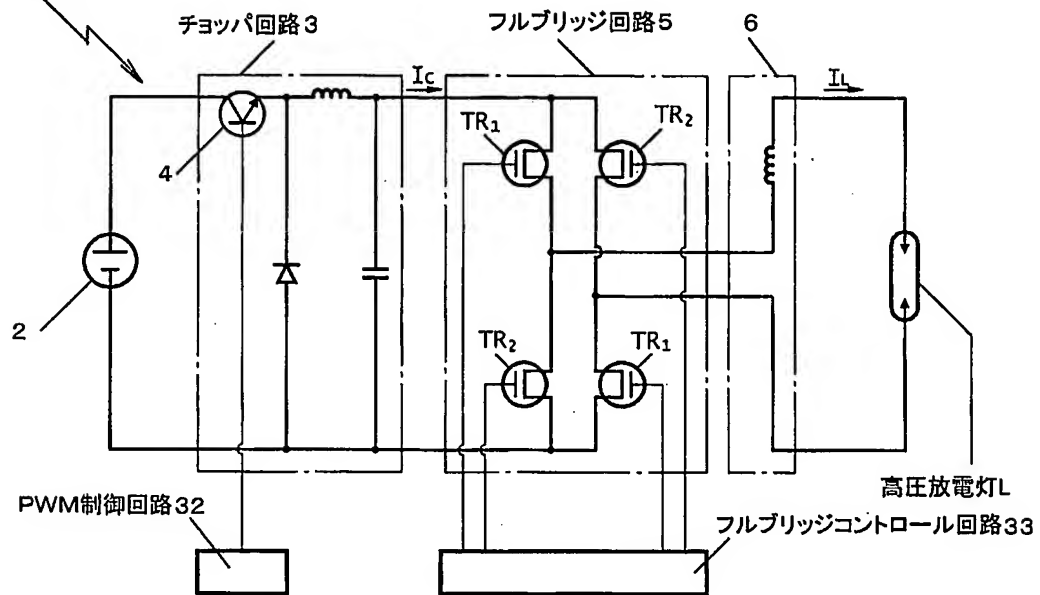 チョッパ回路3
フルブリッジ回路5
6
IC
IL
TR1
TR2
4
2
TR2
TR1
高圧放電灯L
PWM制御回路32
フルブリッジコントロール回路33